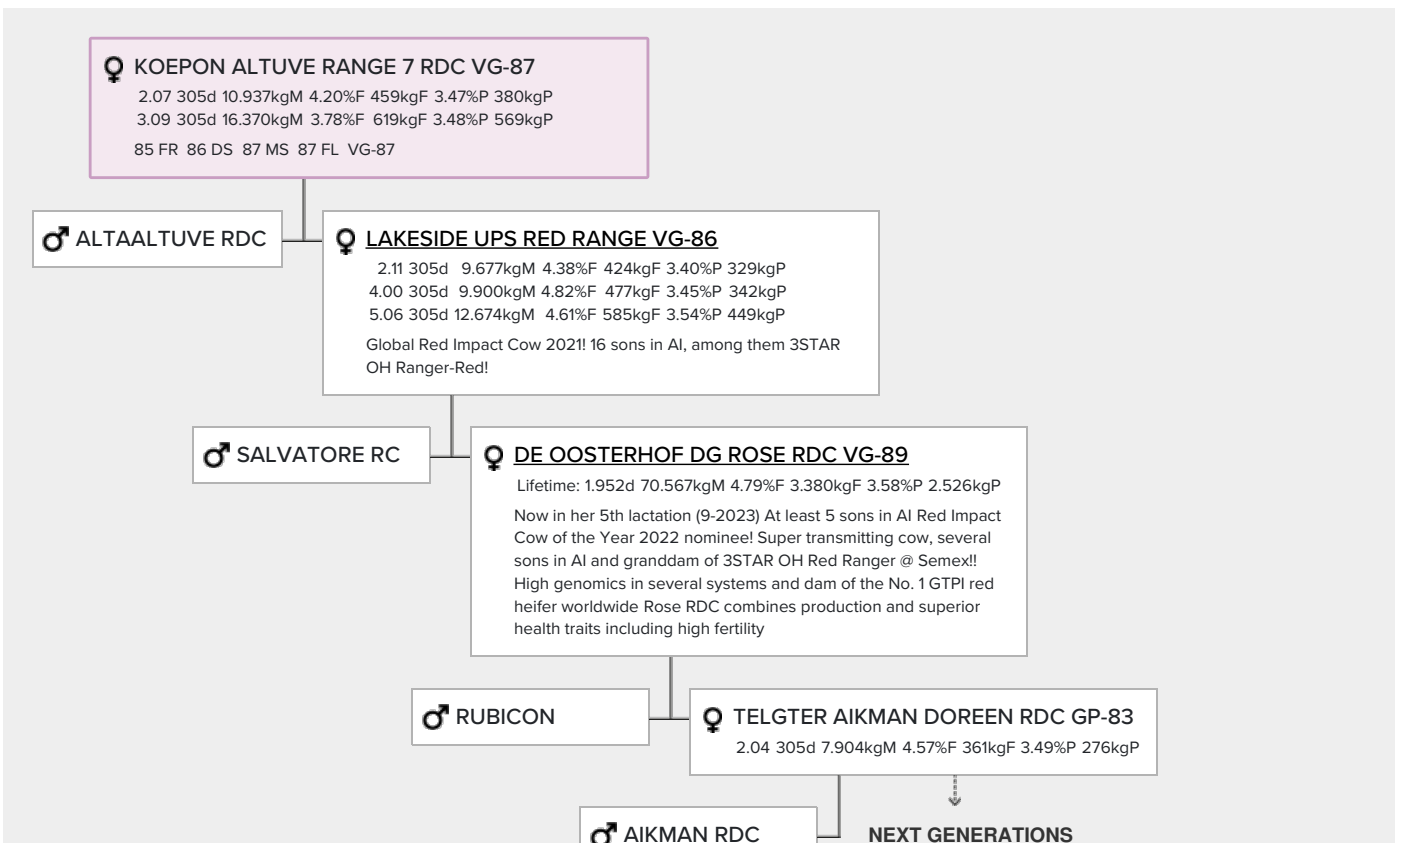 KOEPON ALTUVE RANGE 7 RDC VG-87
2.07 305d 10.937kgM 4.20%F 459kgF 3.47%P 380kgP
3.09 305d 16.370kgM 3.78%F 619kgF 3.48%P 569kgP
85 FR 86 DS 87 MS 87 FL VG-87
ALTAALTUVE RDC
LAKESIDE UPS RED RANGE VG-86
2.11 305d 9.677kgM 4.38%F 424kgF 3.40%P 329kgP
4.00 305d 9.900kgM 4.82%F 477kgF 3.45%P 342kgP
5.06 305d 12.674kgM 4.61%F 585kgF 3.54%P 449kgP
Global Red Impact Cow 2021! 16 sons in AI, among them 3STAR
OH Ranger-Red!
SALVATORE RC
DE OOSTERHOF DG ROSE RDC VG-89
Lifetime: 1.952d 70.567kgM 4.79%F 3.380kgF 3.58%P 2.526kgP
Now in her 5th lactation (9-2023) At least 5 sons in AI Red Impact
Cow of the Year 2022 nominee! Super transmitting cow, several
sons in AI and granddam of 3STAR OH Red Ranger @ Semex!!
High genomics in several systems and dam of the No. 1 GTPI red
heifer worldwide Rose RDC combines production and superior
health traits including high fertility
RUBICON
TELGTER AIKMAN DOREEN RDC GP-83
2.04 305d 7.904kgM 4.57%F 361kgF 3.49%P 276kgP
AIKMAN RDC
NEXT GENERATIONS